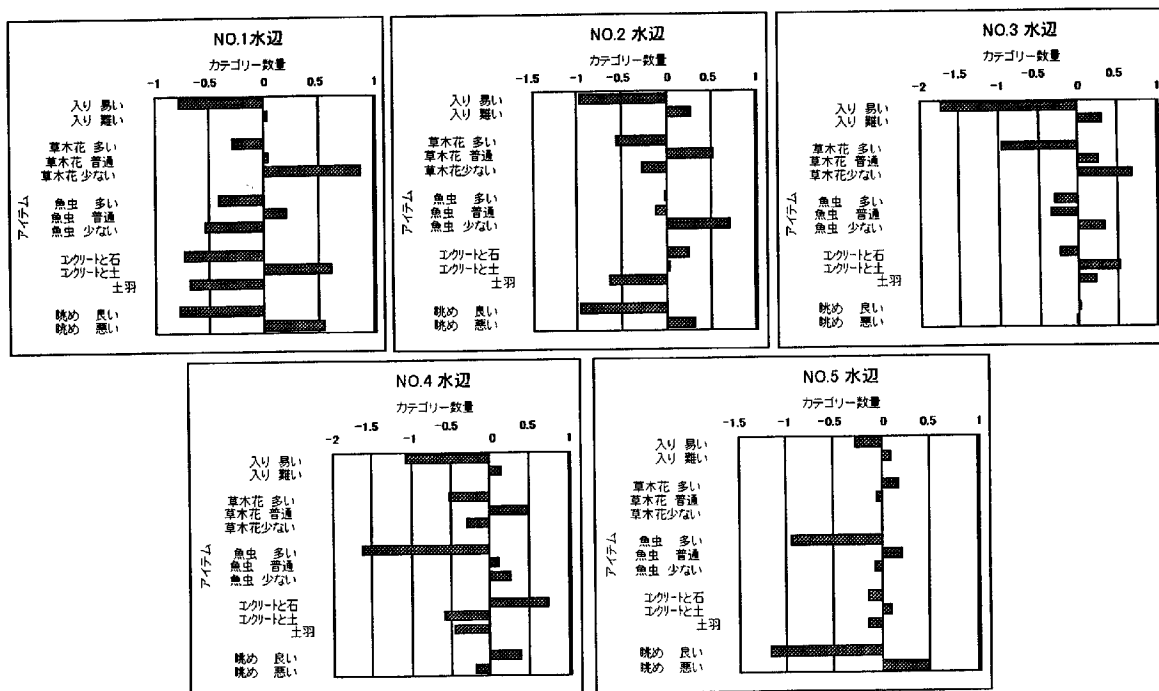 NO.1水辺
カテゴリー数量
-1 -0.5 0 0.5 1
入り 易い
入り 難い
草木花 多い
草木花 普通
草木花少ない
魚虫 多い
魚虫 普通
魚虫 少ない
コンクリートと石
コンクリートと土
土羽
眺め 良い
眺め 悪い
アイテム
NO.2 水辺
カテゴリー数量
-1.5 -1 -0.5 0 0.5 1
入り 易い
入り 難い
草木花 多い
草木花 普通
草木花少ない
魚虫 多い
魚虫 普通
魚虫 少ない
コンクリートと石
コンクリートと土
土羽
眺め 良い
眺め 悪い
アイテム
NO.3 水辺
カテゴリー数量
-2 -1.5 -1 -0.5 0 0.5 1
入り 易い
入り 難い
草木花 多い
草木花 普通
草木花少ない
魚虫 多い
魚虫 普通
魚虫 少ない
コンクリートと石
コンクリートと土
土羽
眺め 良い
眺め 悪い
アイテム
NO.4 水辺
カテゴリー数量
-2 -1.5 -1 -0.5 0 0.5 1
入り 易い
入り 難い
草木花 多い
草木花 普通
草木花少ない
魚虫 多い
魚虫 普通
魚虫 少ない
コンクリートと石
コンクリートと土
土羽
眺め 良い
眺め 悪い
アイテム
NO.5 水辺
カテゴリー数量
-1.5 -1 -0.5 0 0.5 1
入り 易い
入り 難い
草木花 多い
草木花 普通
草木花少ない
魚虫 多い
魚虫 普通
魚虫 少ない
コンクリートと石
コンクリートと土
土羽
眺め 良い
眺め 悪い
アイテム